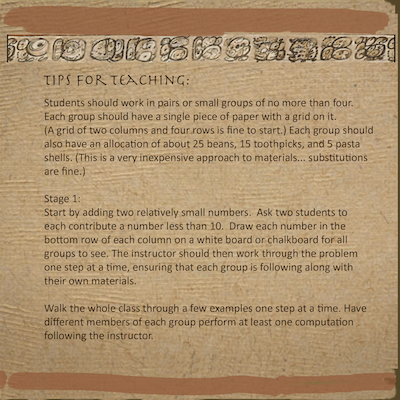 TIPS FOR TEACHING:
Students should work in pairs or small groups of no more than four.
Each group should have a single piece of paper with a grid on it.
(A grid of two columns and four rows is fine to start.) Each group should
also have an allocation of about 25 beans, 15 toothpicks, and 5 pasta
shells. (This is a very inexpensive approach to materials... substitutions
are fine.)
Stage 1:
Start by adding two relatively small numbers.  Ask two students to
each contribute a number less than 10.  Draw each number in the
bottom row of each column on a white board or chalkboard for all
groups to see. The instructor should then work through the problem
one step at a time, ensuring that each group is following along with
their own materials.
Walk the whole class through a few examples one step at a time. Have
different members of each group perform at least one computation
following the instructor.